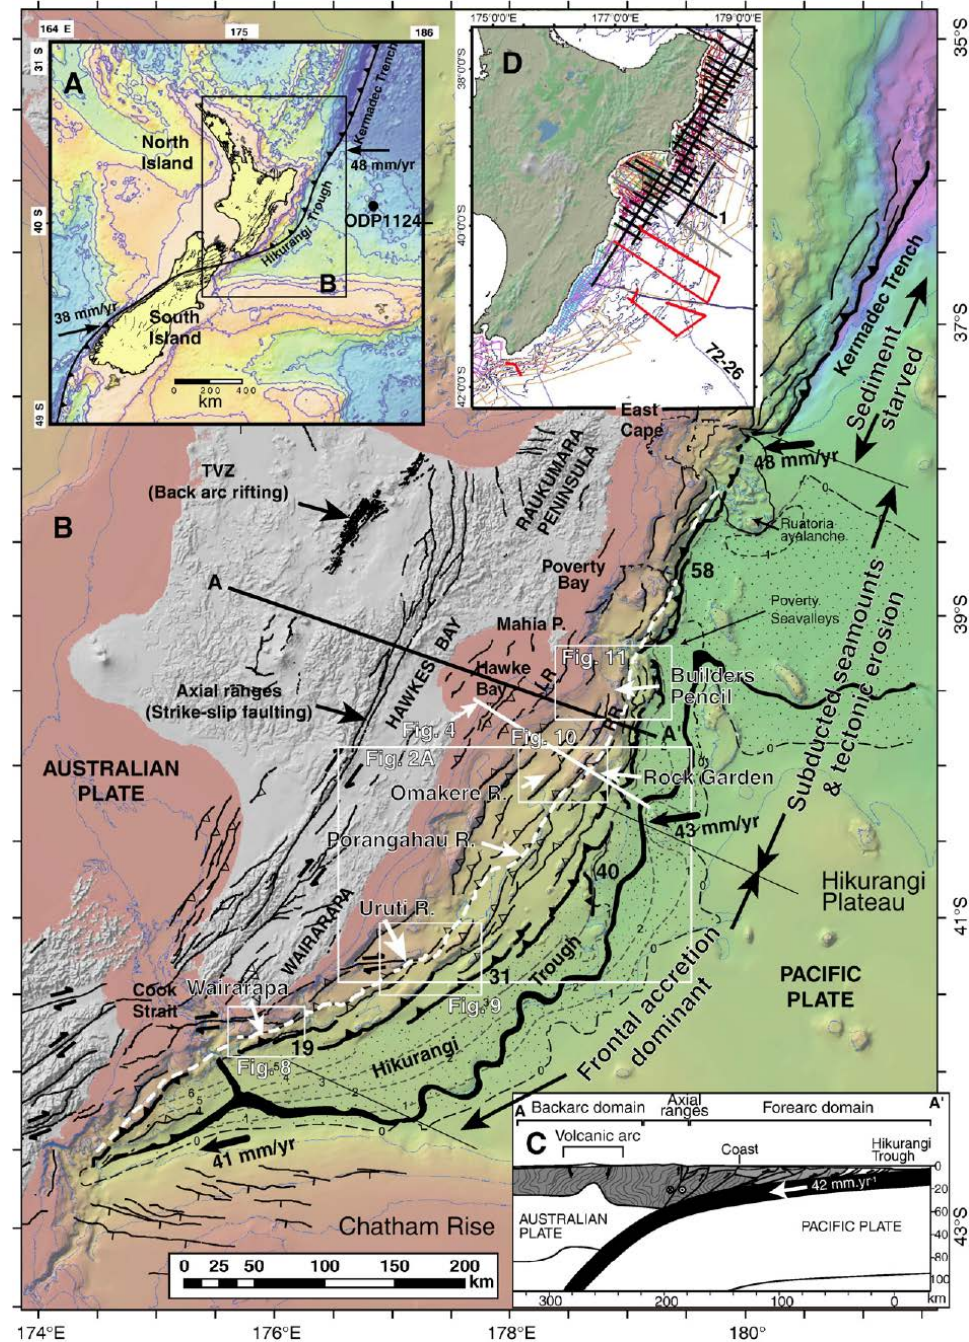 164 E
175
186
31 S
40 S
49 S
A
North
Island
Kermadec Trench
48 mm/yr
ODP1124
Hikurangi Trough
B
38 mm/yr
South
Island
0 200 400
km
175°0'0"E
177°0'0"E
179°0'0"E
38°0'0"S
40°0'0"S
42°0'0"S
D
1
72-26
35°S
37°S
39°S
41°S
43°S
Kermadec Trench
Sediment
starved
East
Cape
48 mm/yr
TVZ
(Back arc rifting)
RAUKUMARA
PENINSULA
B
0
Ruatoria
avalanche
1
58
Poverty
Bay
A
Poverty
Seavalleys
Mahia P.
HAWKES BAY
Hawke
Bay
L.R.
Fig. 11
Builders
Pencil
Axial ranges
(Strike-slip faulting)
Fig. 4
Fig. 10
A'
Fig. 2A
Subducted seamounts
& tectonic erosion
AUSTRALIAN
PLATE
Omakere R.
Rock Garden
43 mm/yr
Porangahau R.
40
Hikurangi
Plateau
Uruti R.
WAIRARAPA
31
Trough
Wairarapa
Fig. 9
Cook
Strait
PACIFIC
PLATE
Frontal accretion
dominant
19
Fig. 8
Hikurangi
41 mm/yr
Chatham Rise
0 25 50 100 150 200
km
A
Backarc domain
Axial
ranges
Forearc domain
A'
C
Volcanic arc
Coast
Hikurangi
Trough
0
20
42 mm.yr-1
60
40
80
100
km
AUSTRALIAN
PLATE
PACIFIC PLATE
300
200
100
0
174°E
176°E
178°E
180°